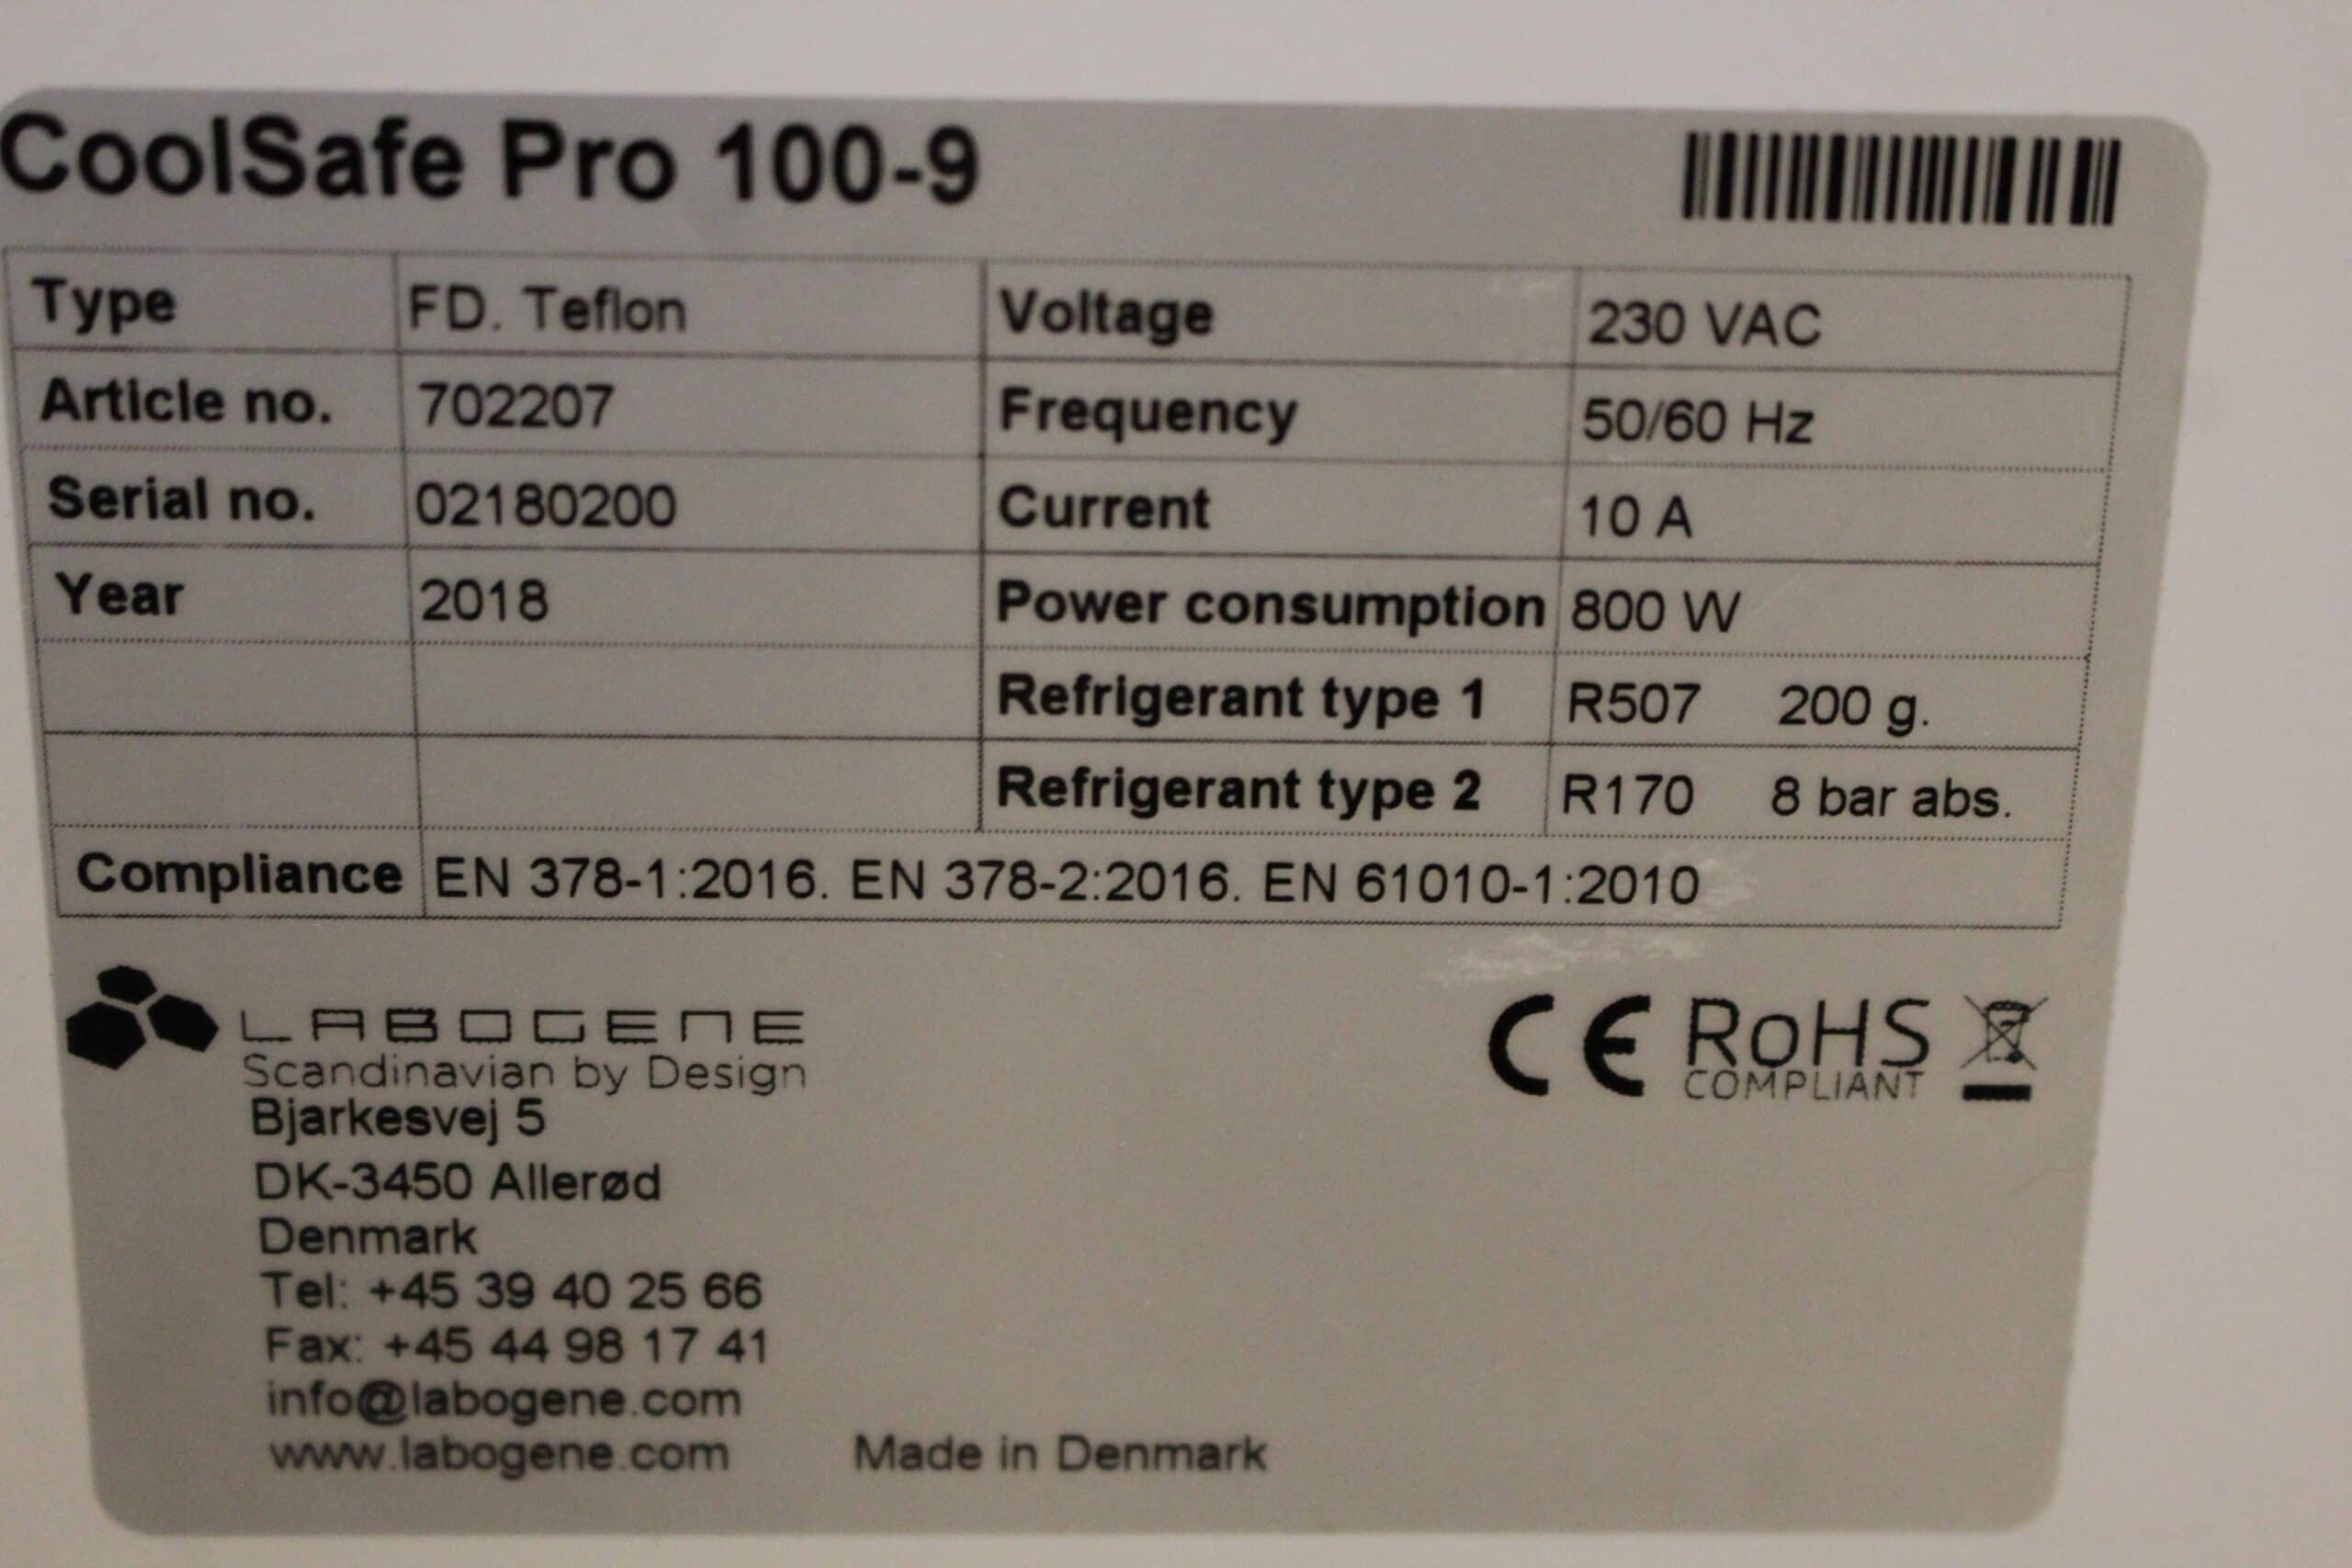 CoolSafe Pro 100-9
Type FD. Teflon Voltage 230 VAC
Article no. 702207 Frequency 50/60 Hz
Serial no. 02180200 Current 10 A
Year 2018 Power consumption 800 W
Refrigerant type 1 R507 200 g.
Refrigerant type 2 R170 8 bar abs.
Compliance EN 378-1:2016. EN 378-2:2016. EN 61010-1:2010
LABOGENE
Scandinavian by Design
CE RoHS
COMPLIANT
Bjarkesvej 5
DK-3450 Allerød
Denmark
Tel: +45 39 40 25 66
Fax: +45 44 98 17 41
info@labogene.com
www.labogene.com Made in Denmark